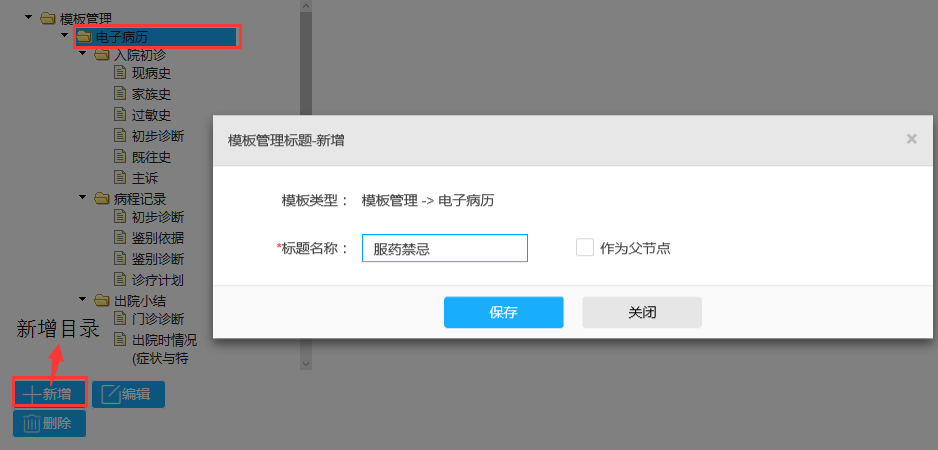 模板管理
电子病历
入院初诊
现病史
家族史
过敏史
初步诊断
既往史
主诉
病程记录
初步诊断
鉴别依据
鉴别诊断
诊疗计划
出院小结
门诊诊断
出院时情况
(症状与特
新增目录
新增 编辑
删除
模板管理标题-新增 ×
模板类型： 模板管理 -> 电子病历
*标题名称： 服药禁忌 作为父节点
保存 关闭